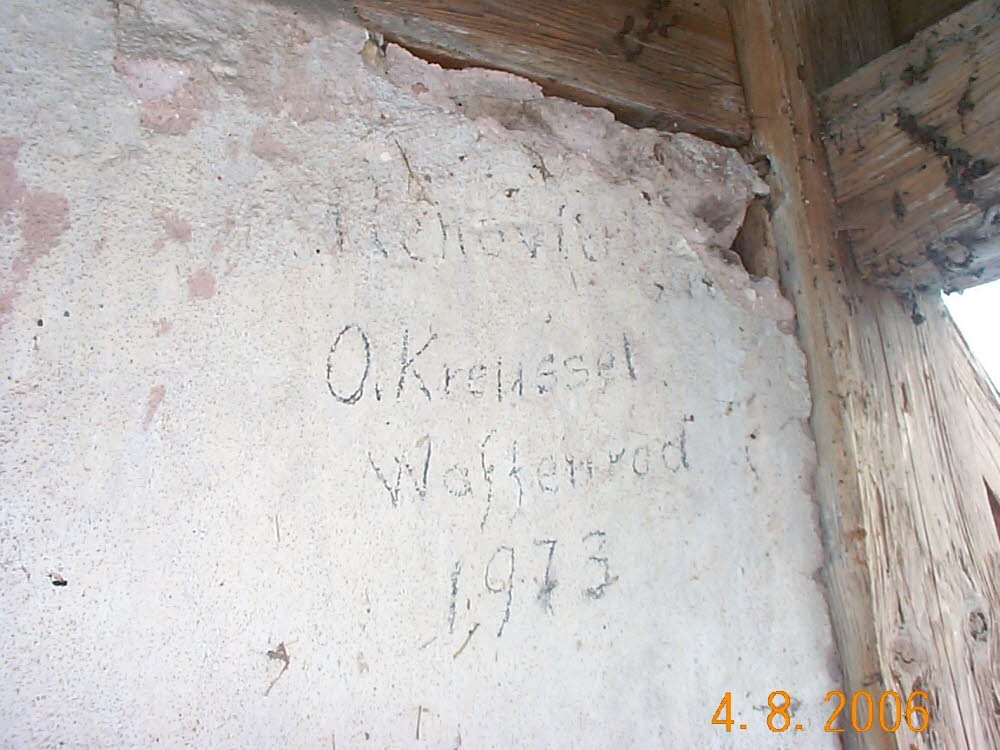 O. Kreussel
Waffenrod
1973
4. 8. 2006